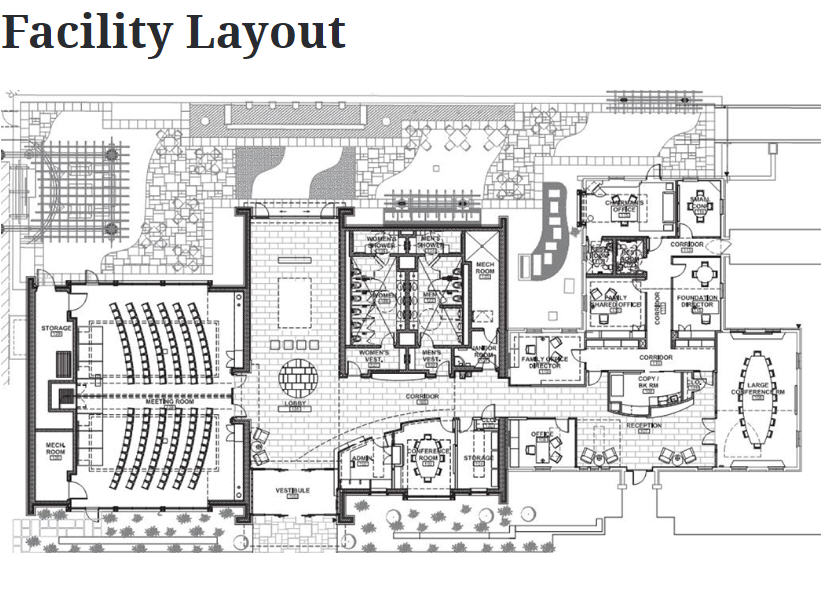 Facility Layout
CHAIRMAN'S
OFFICE
SMALL
CONF
WOMEN'S
SHOWER
MEN'S
SHOWER
CORRIDOR
MECH
ROOM
WOMEN
MEN
FAMILY
SHARED OFFICE
CORRIDOR
FOUNDATION
DIRECTOR
STORAGE
WOMEN'S
VEST.
MEN'S
VEST.
JANITOR
ROOM
FAMILY OFFICE
DIRECTOR
CORRIDOR
COPY /
BK RM
LARGE
CONFERENCE RM
MEETING ROOM
LOBBY
CORRIDOR
RECEPTION
OFFICE
MECH.
ROOM
ADMIN
CONFERENCE
ROOM
STORAGE
VESTIBULE